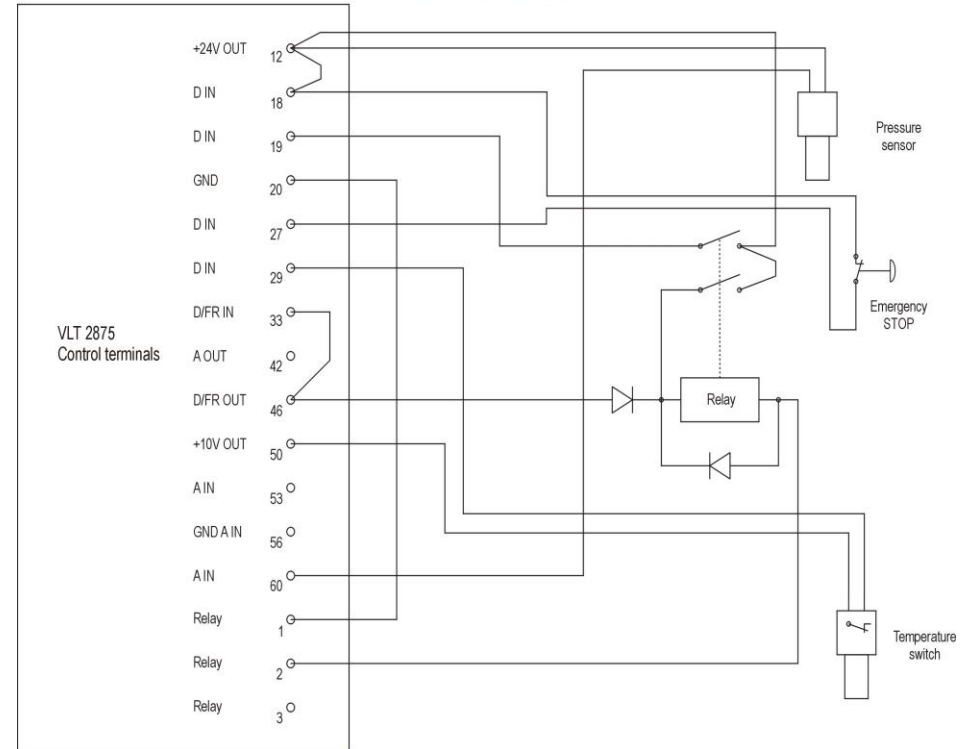 +24V OUT 12
D IN 18
D IN 19
GND 20
D IN 27
D IN 29
D/FR IN 33
A OUT 42
D/FR OUT 46
+10V OUT 50
A IN 53
GND A IN 56
A IN 60
Relay 1
Relay 2
Relay 3
VLT 2875
Control terminals
Pressure
sensor
Emergency
STOP
Relay
Temperature
switch